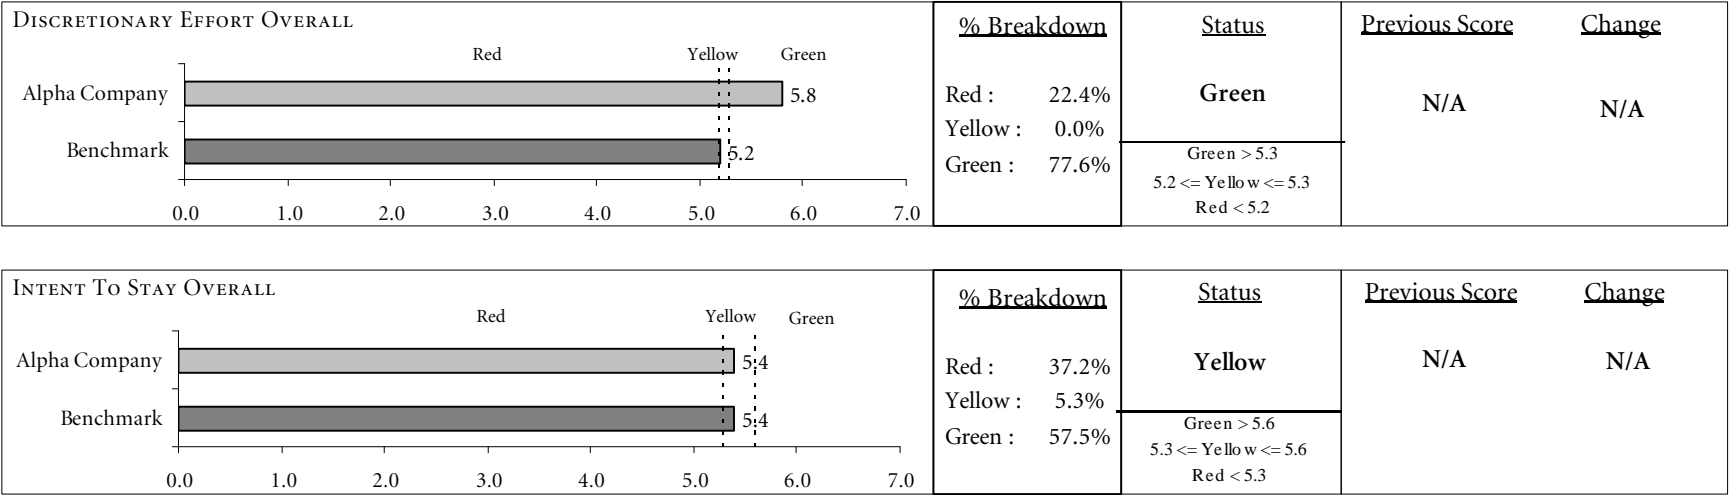 DISCRETIONARY EFFORT OVERALL
% Breakdown
Status
Previous Score
Change
Red
Yellow
Green
Alpha Company
5.8
Benchmark
5.2
0.0 1.0 2.0 3.0 4.0 5.0 6.0 7.0
Red : 22.4%
Yellow : 0.0%
Green : 77.6%
Green
Green > 5.3
5.2 <= Yellow <= 5.3
Red < 5.2
N/A
N/A
INTENT TO STAY OVERALL
% Breakdown
Status
Previous Score
Change
Red
Yellow
Green
Alpha Company
5.4
Benchmark
5.4
0.0 1.0 2.0 3.0 4.0 5.0 6.0 7.0
Red : 37.2%
Yellow : 5.3%
Green : 57.5%
Yellow
Green > 5.6
5.3 <= Yellow <= 5.6
Red < 5.3
N/A
N/A